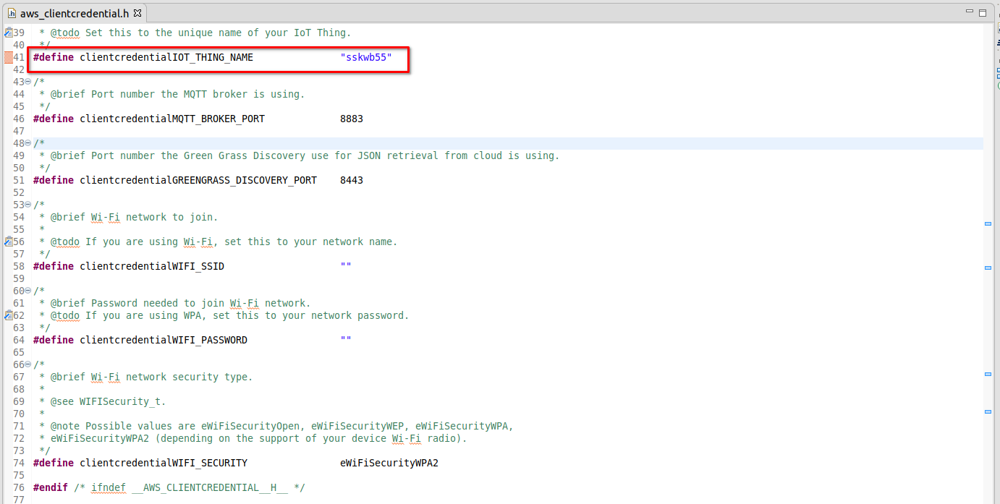 aws_clientcredential.h
39 * @todo Set this to the unique name of your IoT Thing.
40 */
41 #define clientcredentialIOT_THING_NAME "sskwb55"
42
43 /*
44 * @brief Port number the MQTT broker is using.
45 */
46 #define clientcredentialMQTT_BROKER_PORT 8883
47
48 /*
49 * @brief Port number the Green Grass Discovery use for JSON retrieval from cloud is using.
50 */
51 #define clientcredentialGREENGRASS_DISCOVERY_PORT 8443
52
53 /*
54 * @brief Wi-Fi network to join.
55 *
56 * @todo If you are using Wi-Fi, set this to your network name.
57 */
58 #define clientcredentialWIFI_SSID ""
59
60 /*
61 * @brief Password needed to join Wi-Fi network.
62 * @todo If you are using WPA, set this to your network password.
63 */
64 #define clientcredentialWIFI_PASSWORD ""
65
66 /*
67 * @brief Wi-Fi network security type.
68 *
69 * @see WIFISecurity_t.
70 *
71 * @note Possible values are eWiFiSecurityOpen, eWiFiSecurityWEP, eWiFiSecurityWPA,
72 * eWiFiSecurityWPA2 (depending on the support of your device Wi-Fi radio).
73 */
74 #define clientcredentialWIFI_SECURITY eWiFiSecurityWPA2
75
76 #endif /* ifndef __AWS_CLIENTCREDENTIAL__H__ */
77